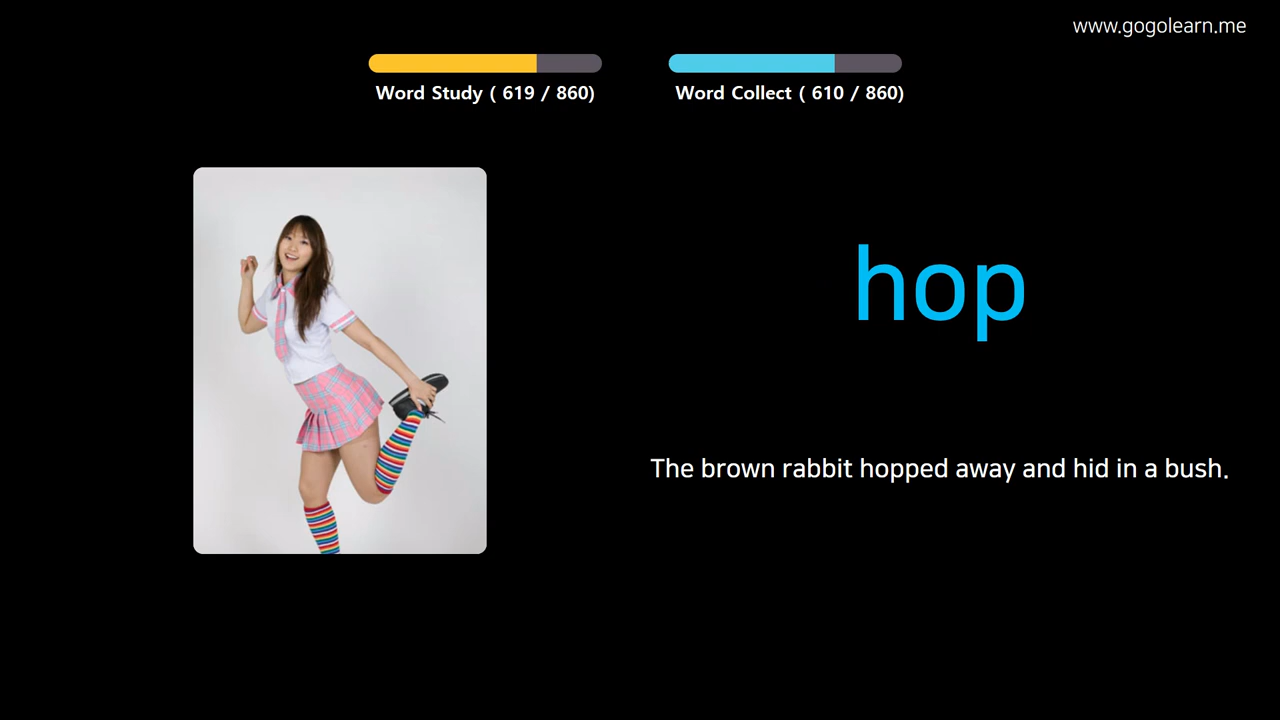 www.gogolearn.me
Word Study ( 619 / 860)
Word Collect ( 610 / 860)
hop
The brown rabbit hopped away and hid in a bush.